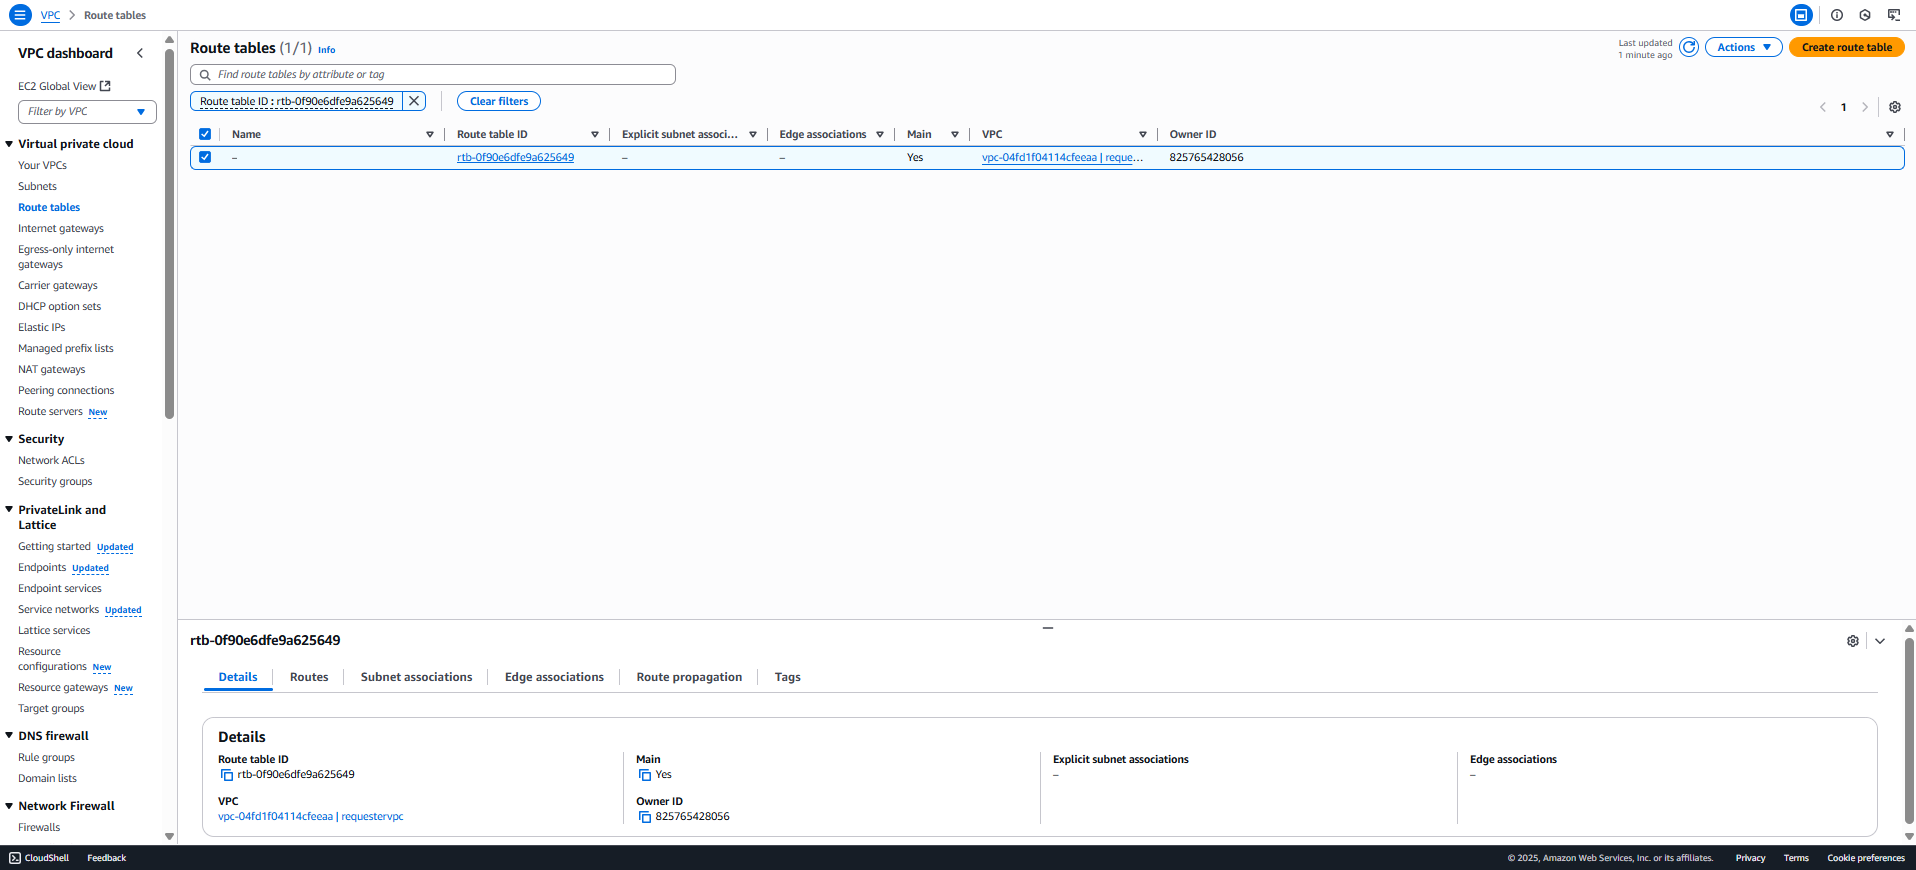 VPC > Route tables
VPC dashboard
EC2 Global View
Filter by VPC
Virtual private cloud
Your VPCs
Subnets
Route tables
Internet gateways
Egress-only internet
gateways
Carrier gateways
DHCP option sets
Elastic IPs
Managed prefix lists
NAT gateways
Peering connections
Route servers New
Security
Network ACLs
Security groups
PrivateLink and
Lattice
Getting started Updated
Endpoints Updated
Endpoint services
Service networks Updated
Lattice services
Resource
configurations New
Resource gateways New
Target groups
DNS firewall
Rule groups
Domain lists
Network Firewall
Firewalls
Route tables (1/1) Info
Last updated
1 minute ago
Actions
Create route table
Find route tables by attribute or tag
Route table ID : rtb-0f90e6dfe9a625649
Clear filters
1
Name Route table ID Explicit subnet associ... Edge associations Main VPC Owner ID
– rtb-0f90e6dfe9a625649 – – Yes vpc-04fd1f04114cfeeaa | reque... 825765428056
rtb-0f90e6dfe9a625649
Details Routes Subnet associations Edge associations Route propagation Tags
Details
Route table ID
rtb-0f90e6dfe9a625649
Main
Yes
Explicit subnet associations
–
Edge associations
–
VPC
vpc-04fd1f04114cfeeaa | requestervpc
Owner ID
825765428056
CloudShell Feedback © 2025, Amazon Web Services, Inc. or its affiliates. Privacy Terms Cookie preferences